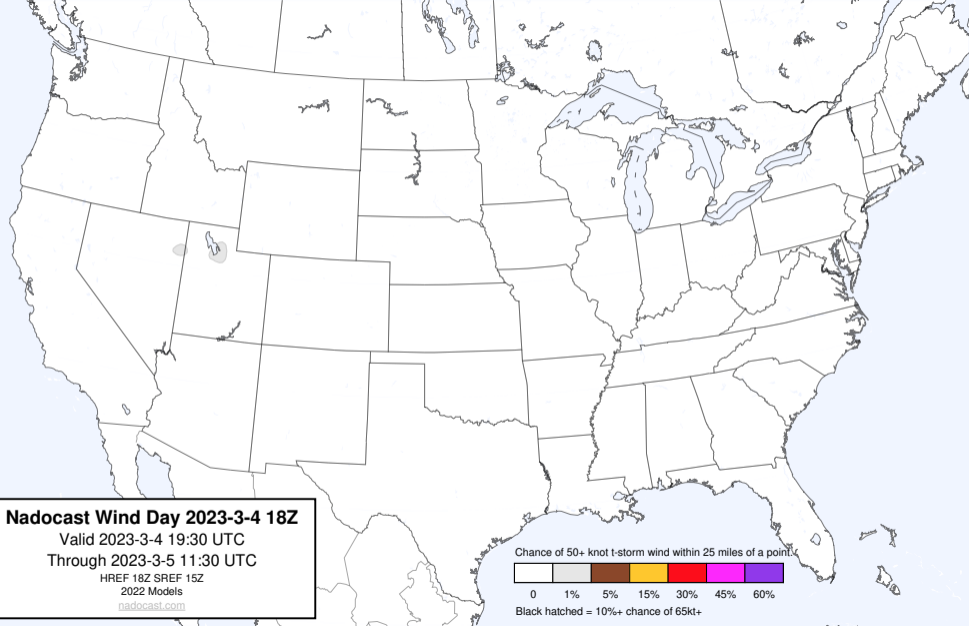 Nadocast Wind Day 2023-3-4 18Z
Valid 2023-3-4 19:30 UTC
Through 2023-3-5 11:30 UTC
HREF 18Z SREF 15Z
2022 Models
nadocast.com
Chance of 50+ knot t-storm wind within 25 miles of a point.
0 1% 5% 15% 30% 45% 60%
Black hatched = 10%+ chance of 65kt+